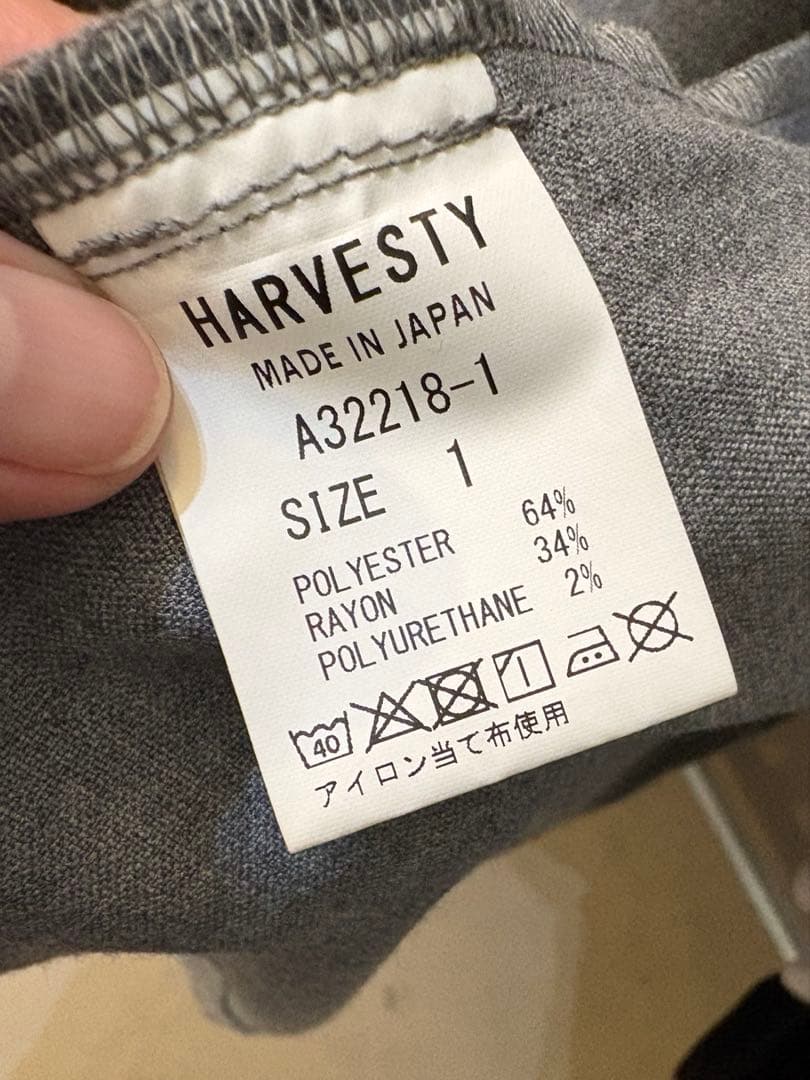 HARVESTY
MADE IN JAPAN
A32218-1
SIZE 1
POLYESTER 64%
RAYON 34%
POLYURETHANE 2%
40
アイロン当て布使用